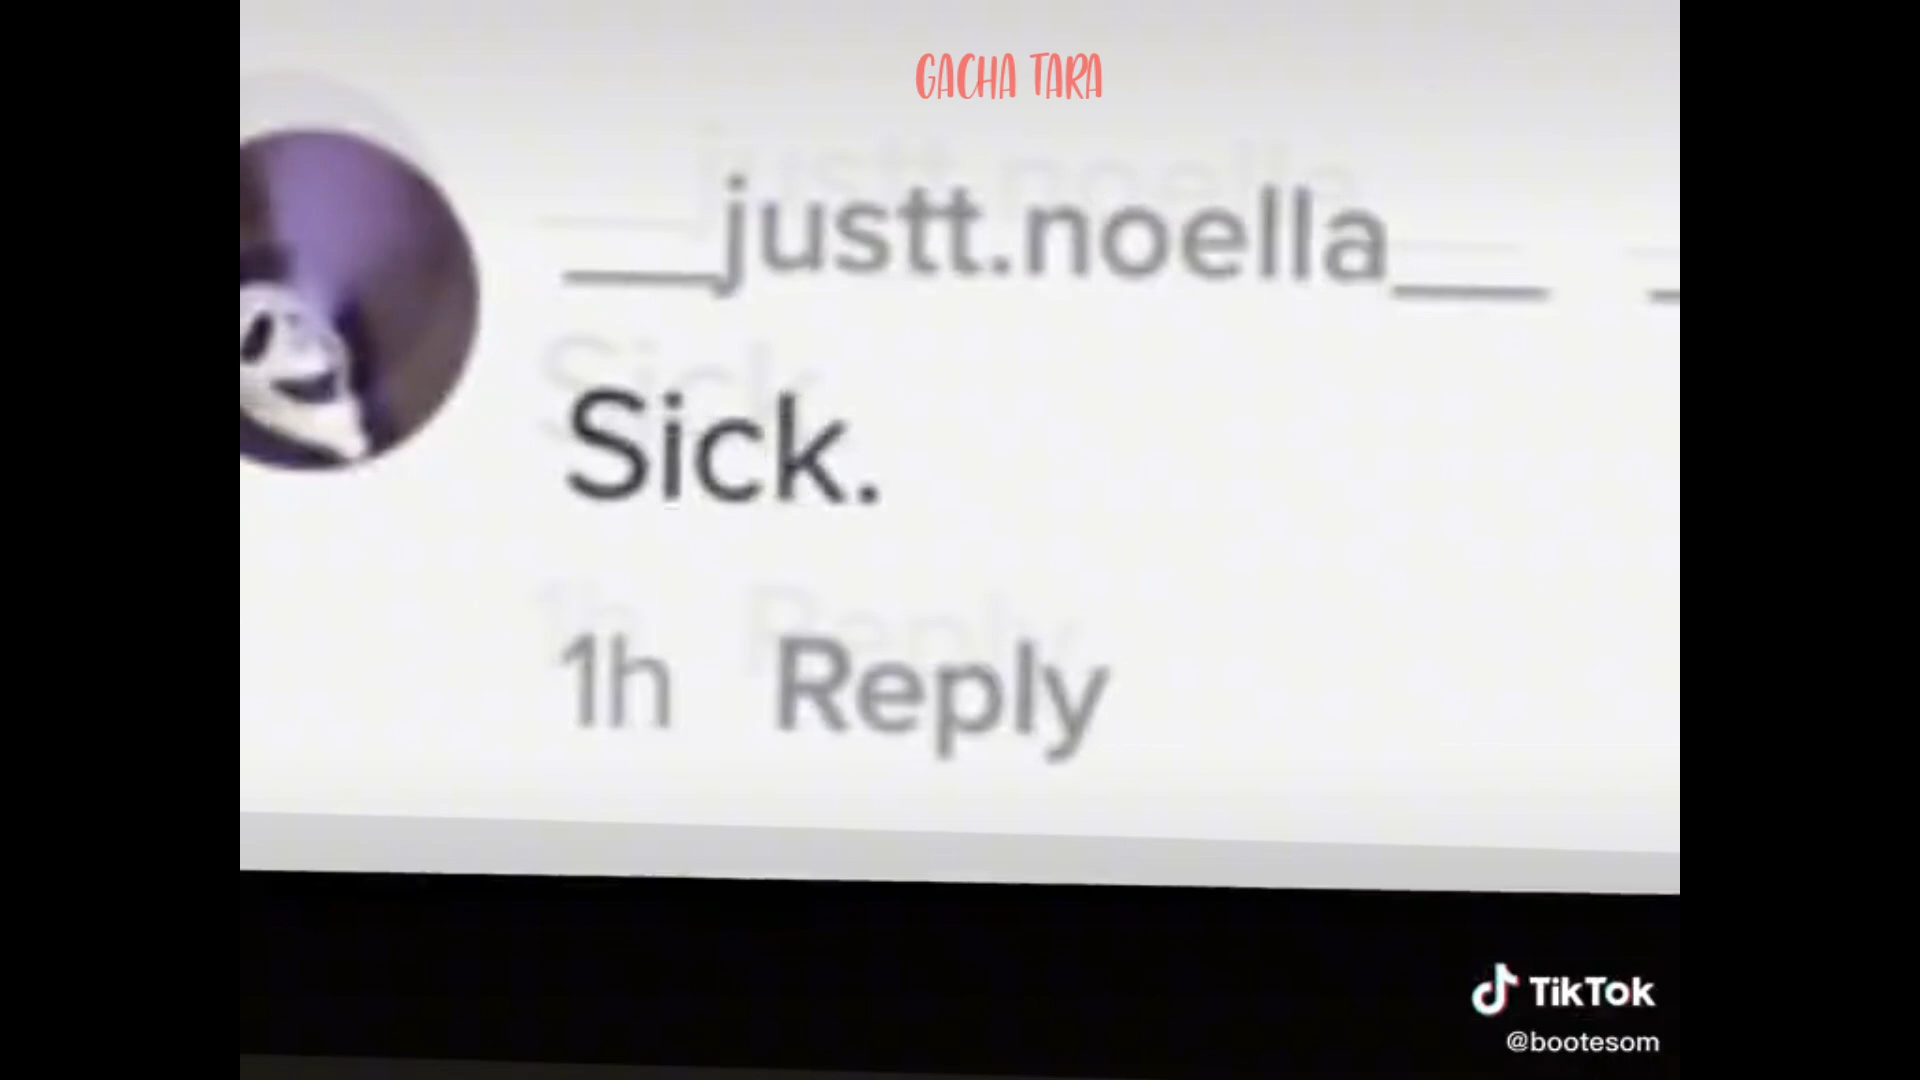 GACHA TARA
__justt.noella__
Sick.
1h Reply
TikTok
@bootesom